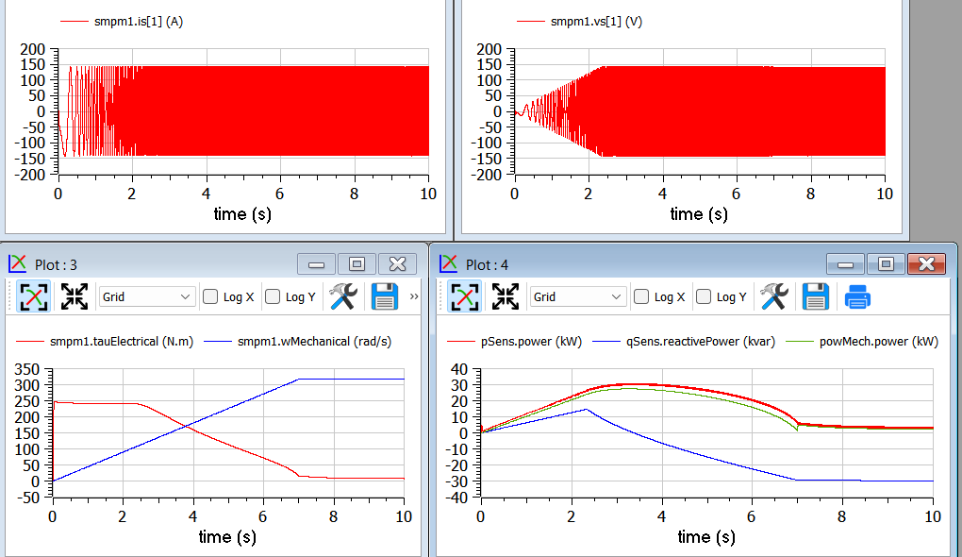 smpm1.is[1] (A)
200
150
100
50
0
-50
-100
-150
-200
0 2 4 6 8 10
time (s)
smpm1.vs[1] (V)
200
150
100
50
0
-50
-100
-150
-200
0 2 4 6 8 10
time (s)
Plot : 3
Grid Log X Log Y »
smpm1.tauElectrical (N.m) smpm1.wMechanical (rad/s)
350
300
250
200
150
100
50
0
-50
0 2 4 6 8 10
time (s)
Plot : 4
Grid Log X Log Y
pSens.power (kW) qSens.reactivePower (kvar) powMech.power (kW)
40
30
20
10
0
-10
-20
-30
-40
0 2 4 6 8 10
time (s)